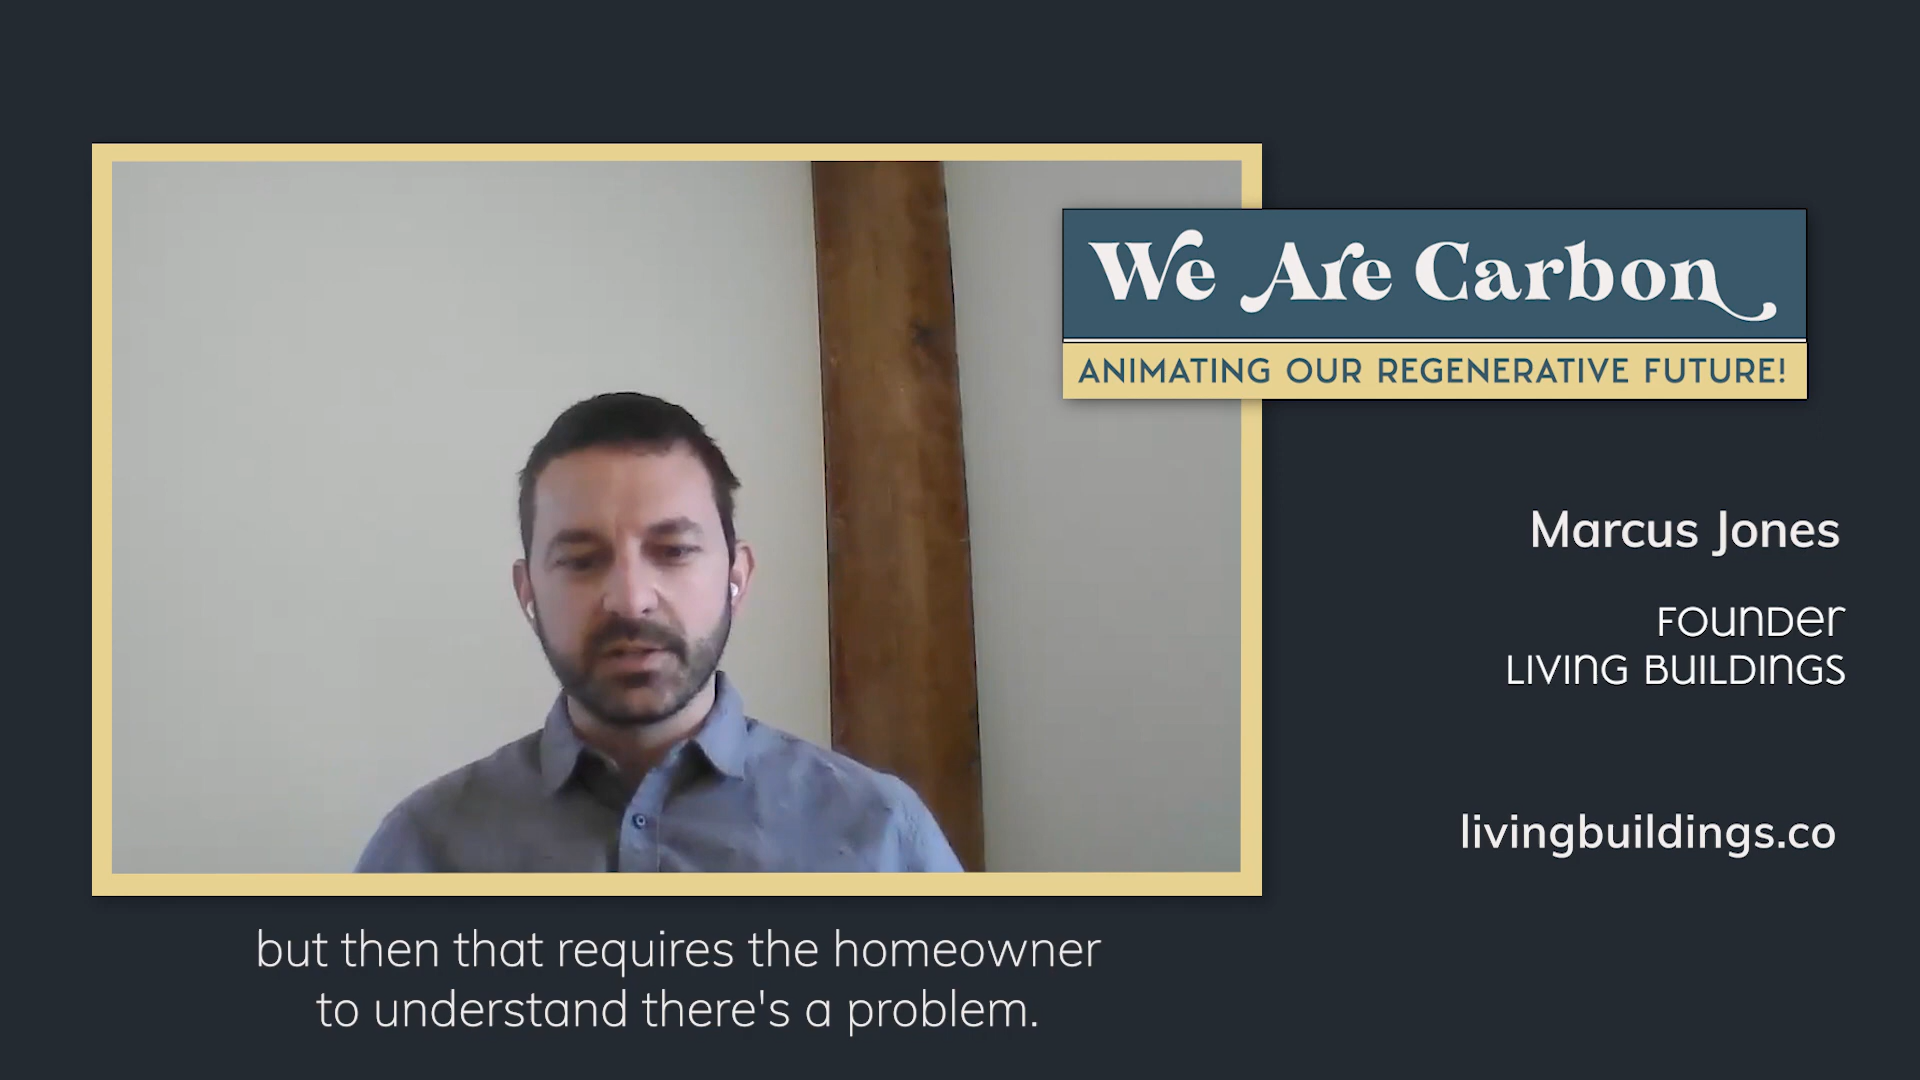 We Are Carbon
ANIMATING OUR REGENERATIVE FUTURE!
Marcus Jones
FOUNDER
LIVING BUILDINGS
livingbuildings.co
but then that requires the homeowner
to understand there's a problem.